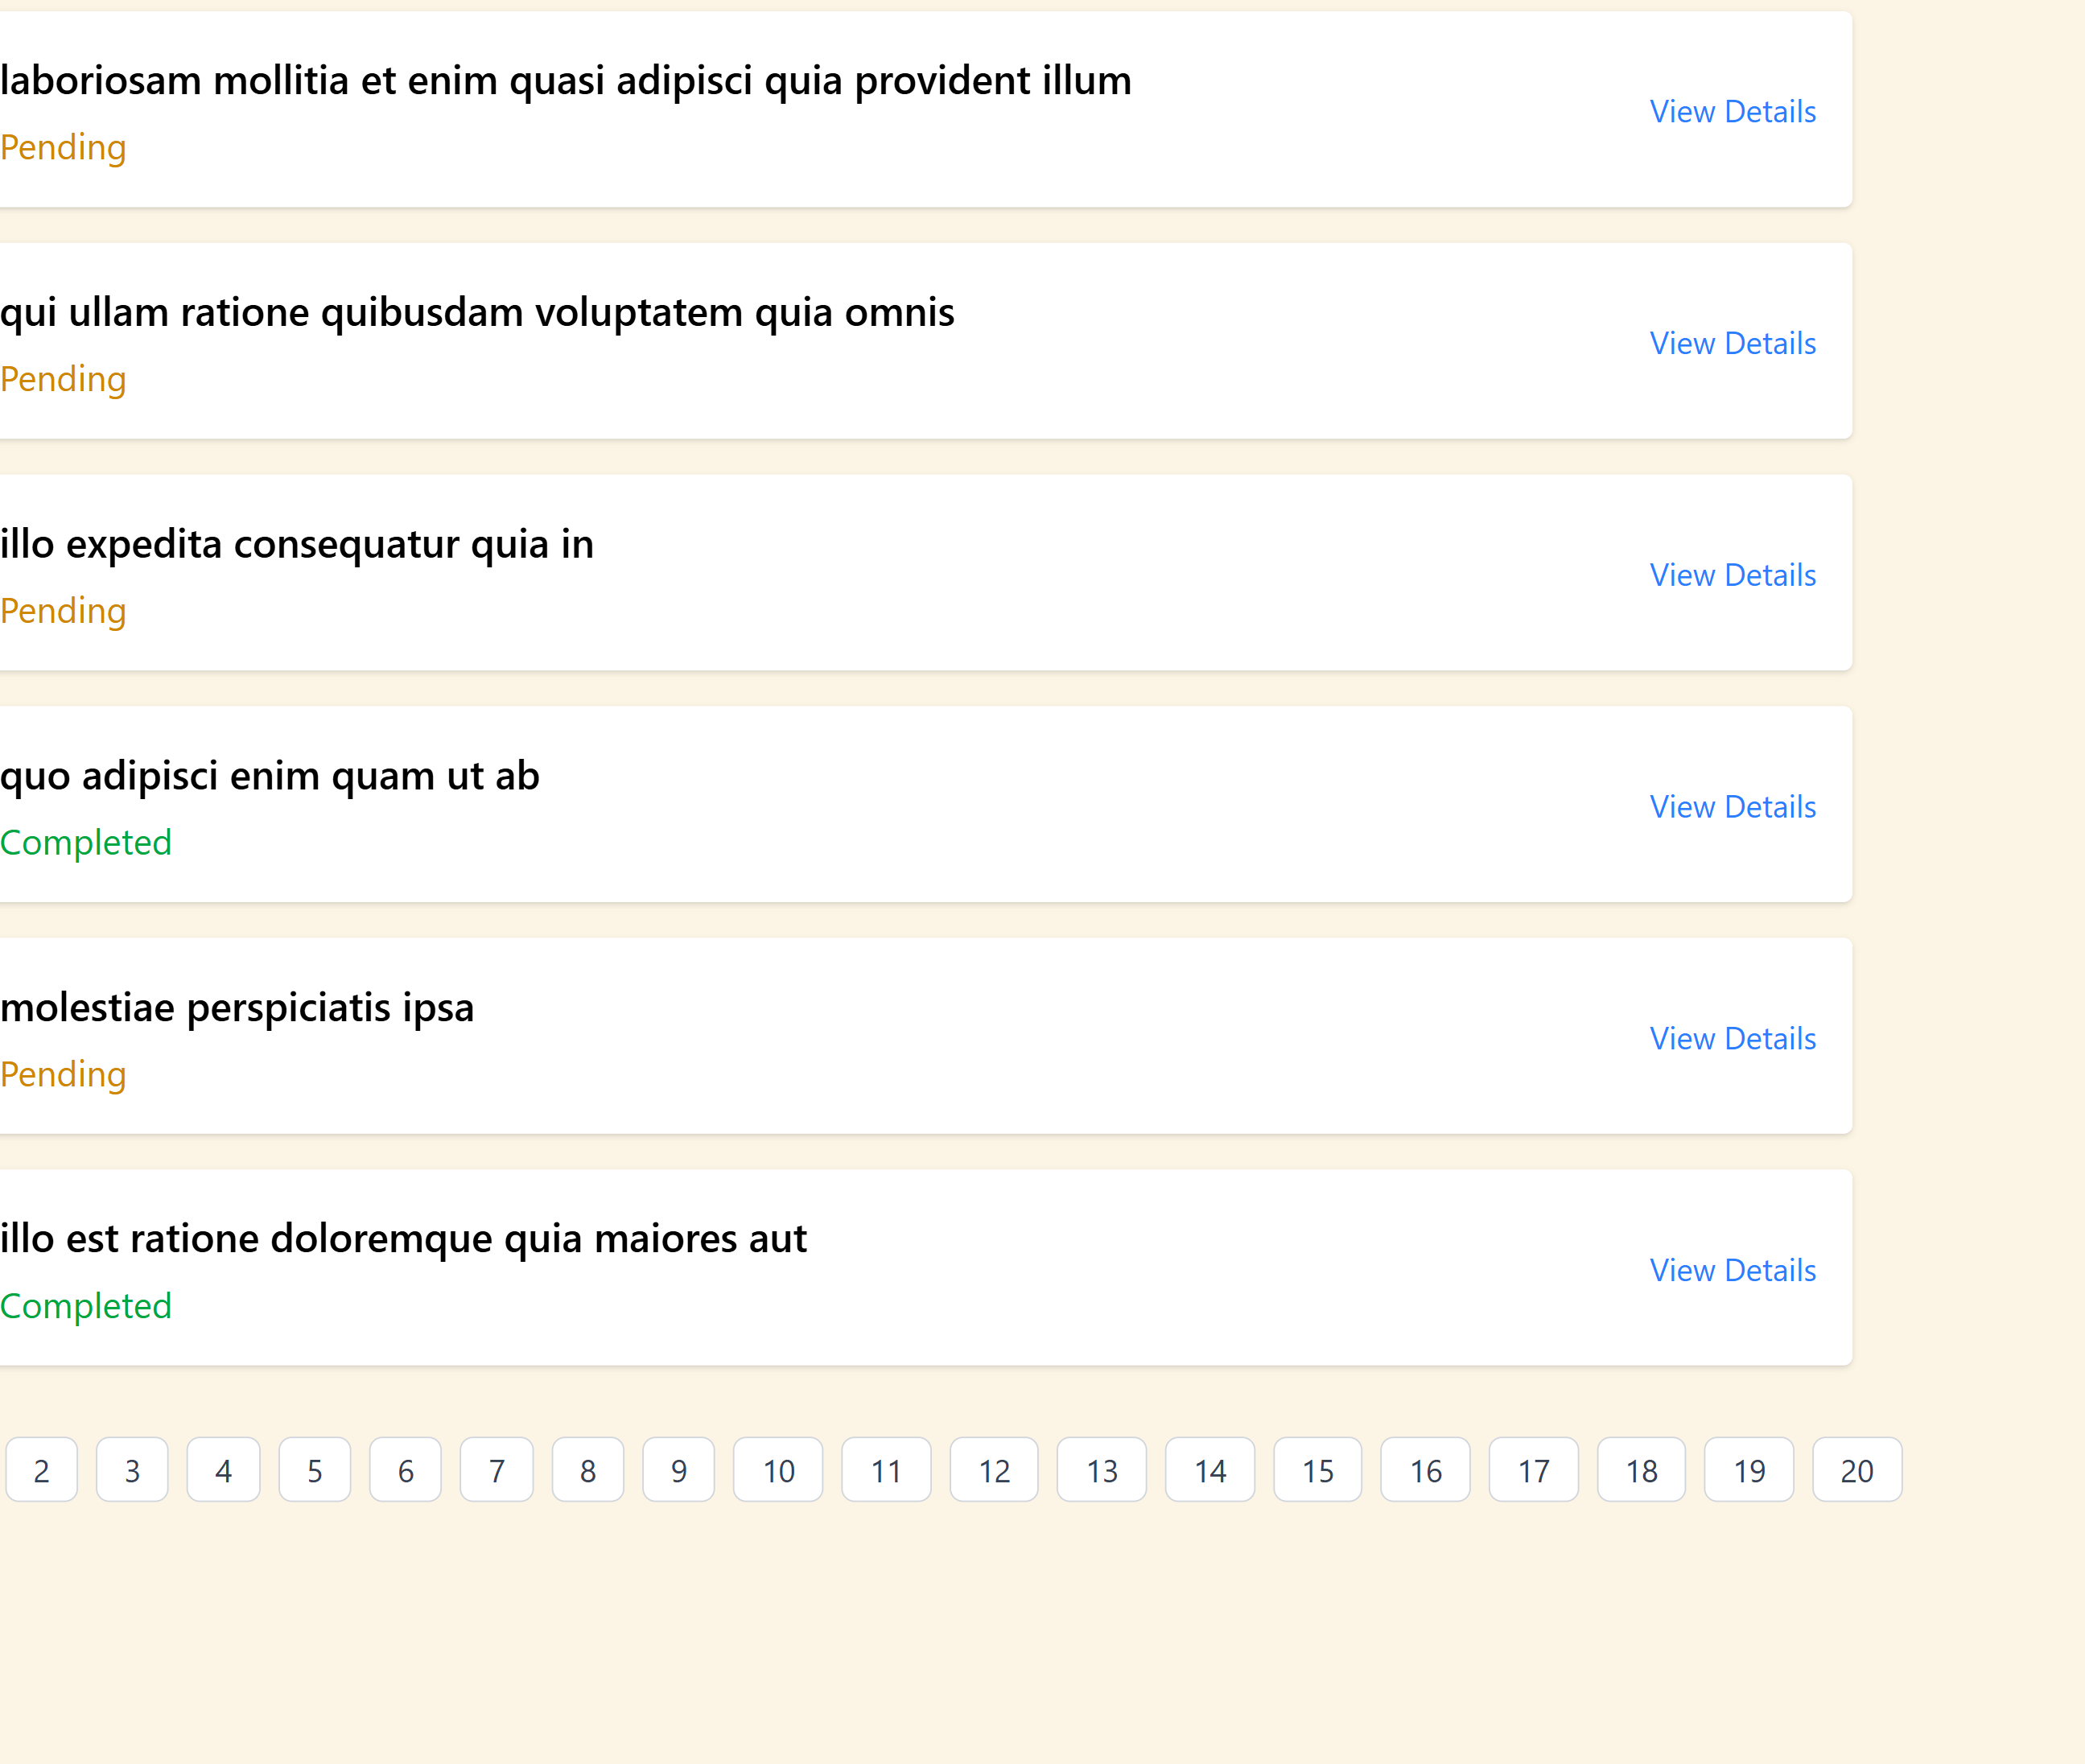 laboriosam mollitia et enim quasi adipisci quia provident illum
View Details
Pending
qui ullam ratione quibusdam voluptatem quia omnis
View Details
Pending
illo expedita consequatur quia in
View Details
Pending
quo adipisci enim quam ut ab
View Details
Completed
molestiae perspiciatis ipsa
View Details
Pending
illo est ratione doloremque quia maiores aut
View Details
Completed
2 3 4 5 6 7 8 9 10 11 12 13 14 15 16 17 18 19 20